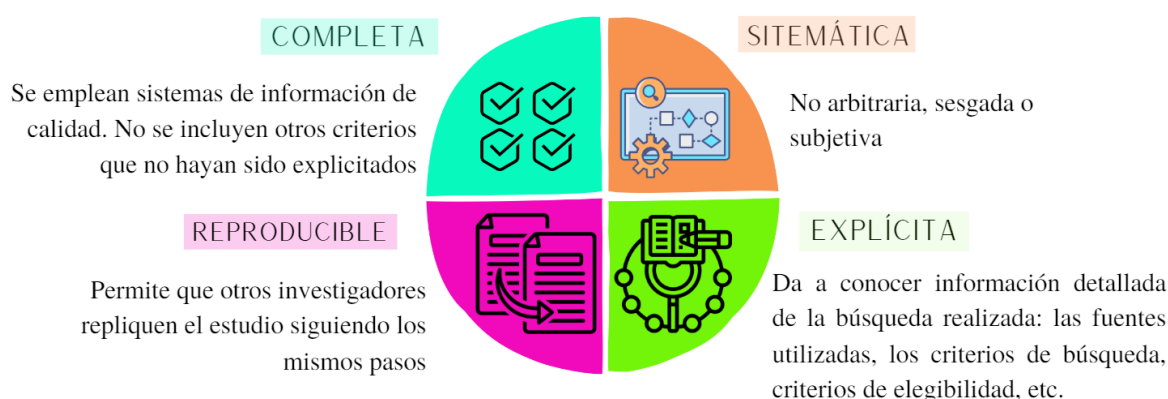 COMPLETA
Se emplean sistemas de información de
calidad. No se incluyen otros criterios
que no hayan sido explicitados
SITEMÁTICA
No arbitraria, sesgada o
subjetiva
REPRODUCIBLE
Permite que otros investigadores
repliquen el estudio siguiendo los
mismos pasos
EXPLÍCITA
Da a conocer información detallada
de la búsqueda realizada: las fuentes
utilizadas, los criterios de búsqueda,
criterios de elegibilidad, etc.